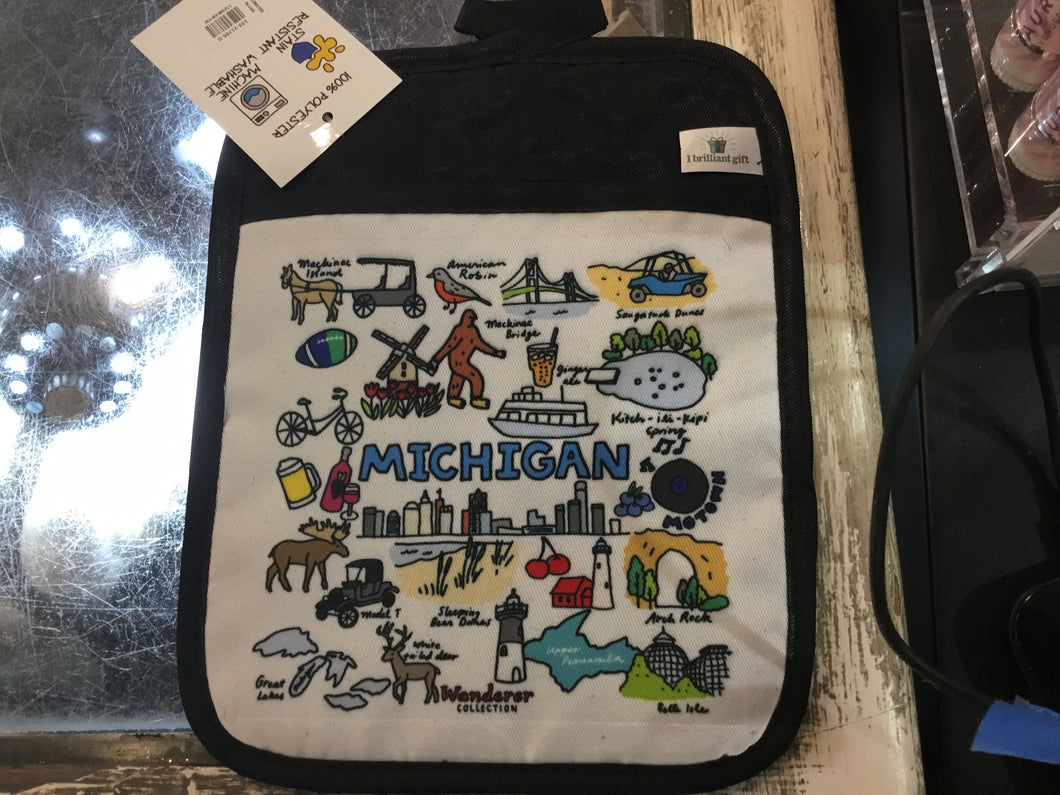 100% POLYESTER
MACHINE
WASHABLE
STAIN
RESISTANT
1 brilliant gift
Mackinac
Island
American
Robin
Mackinac
Bridge
Saugatuck Dunes
ginger
ale
Kitch-iti-kipi
Spring
MICHIGAN
MOTOWN
Model T
Sleeping
Bear Dunes
Arch Rock
Great
Lakes
White
tailed deer
Upper
Peninsula
Belle Isle
Wanderer
COLLECTION